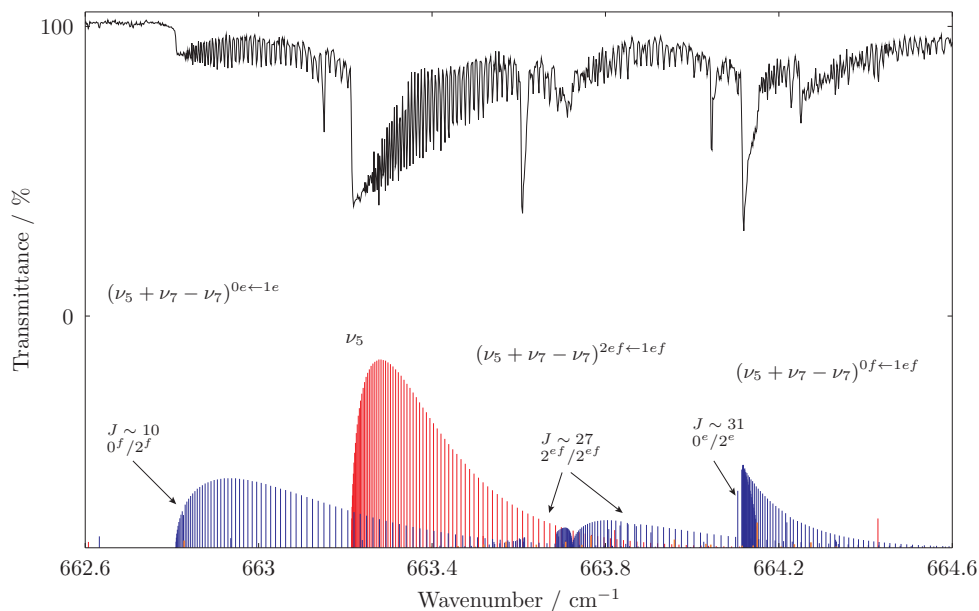 100
0
Transmittance / %
(ν₅ + ν₇ − ν₇)⁰ᵉ←¹ᵉ
ν₅
(ν₅ + ν₇ − ν₇)²ᵉᶠ←¹ᵉᶠ
(ν₅ + ν₇ − ν₇)⁰ᶠ←¹ᵉᶠ
J ∼ 10
0ᶠ/2ᶠ
J ∼ 27
2ᵉᶠ/2ᵉᶠ
J ∼ 31
0ᵉ/2ᵉ
662.6 663 663.4 663.8 664.2 664.6
Wavenumber / cm⁻¹